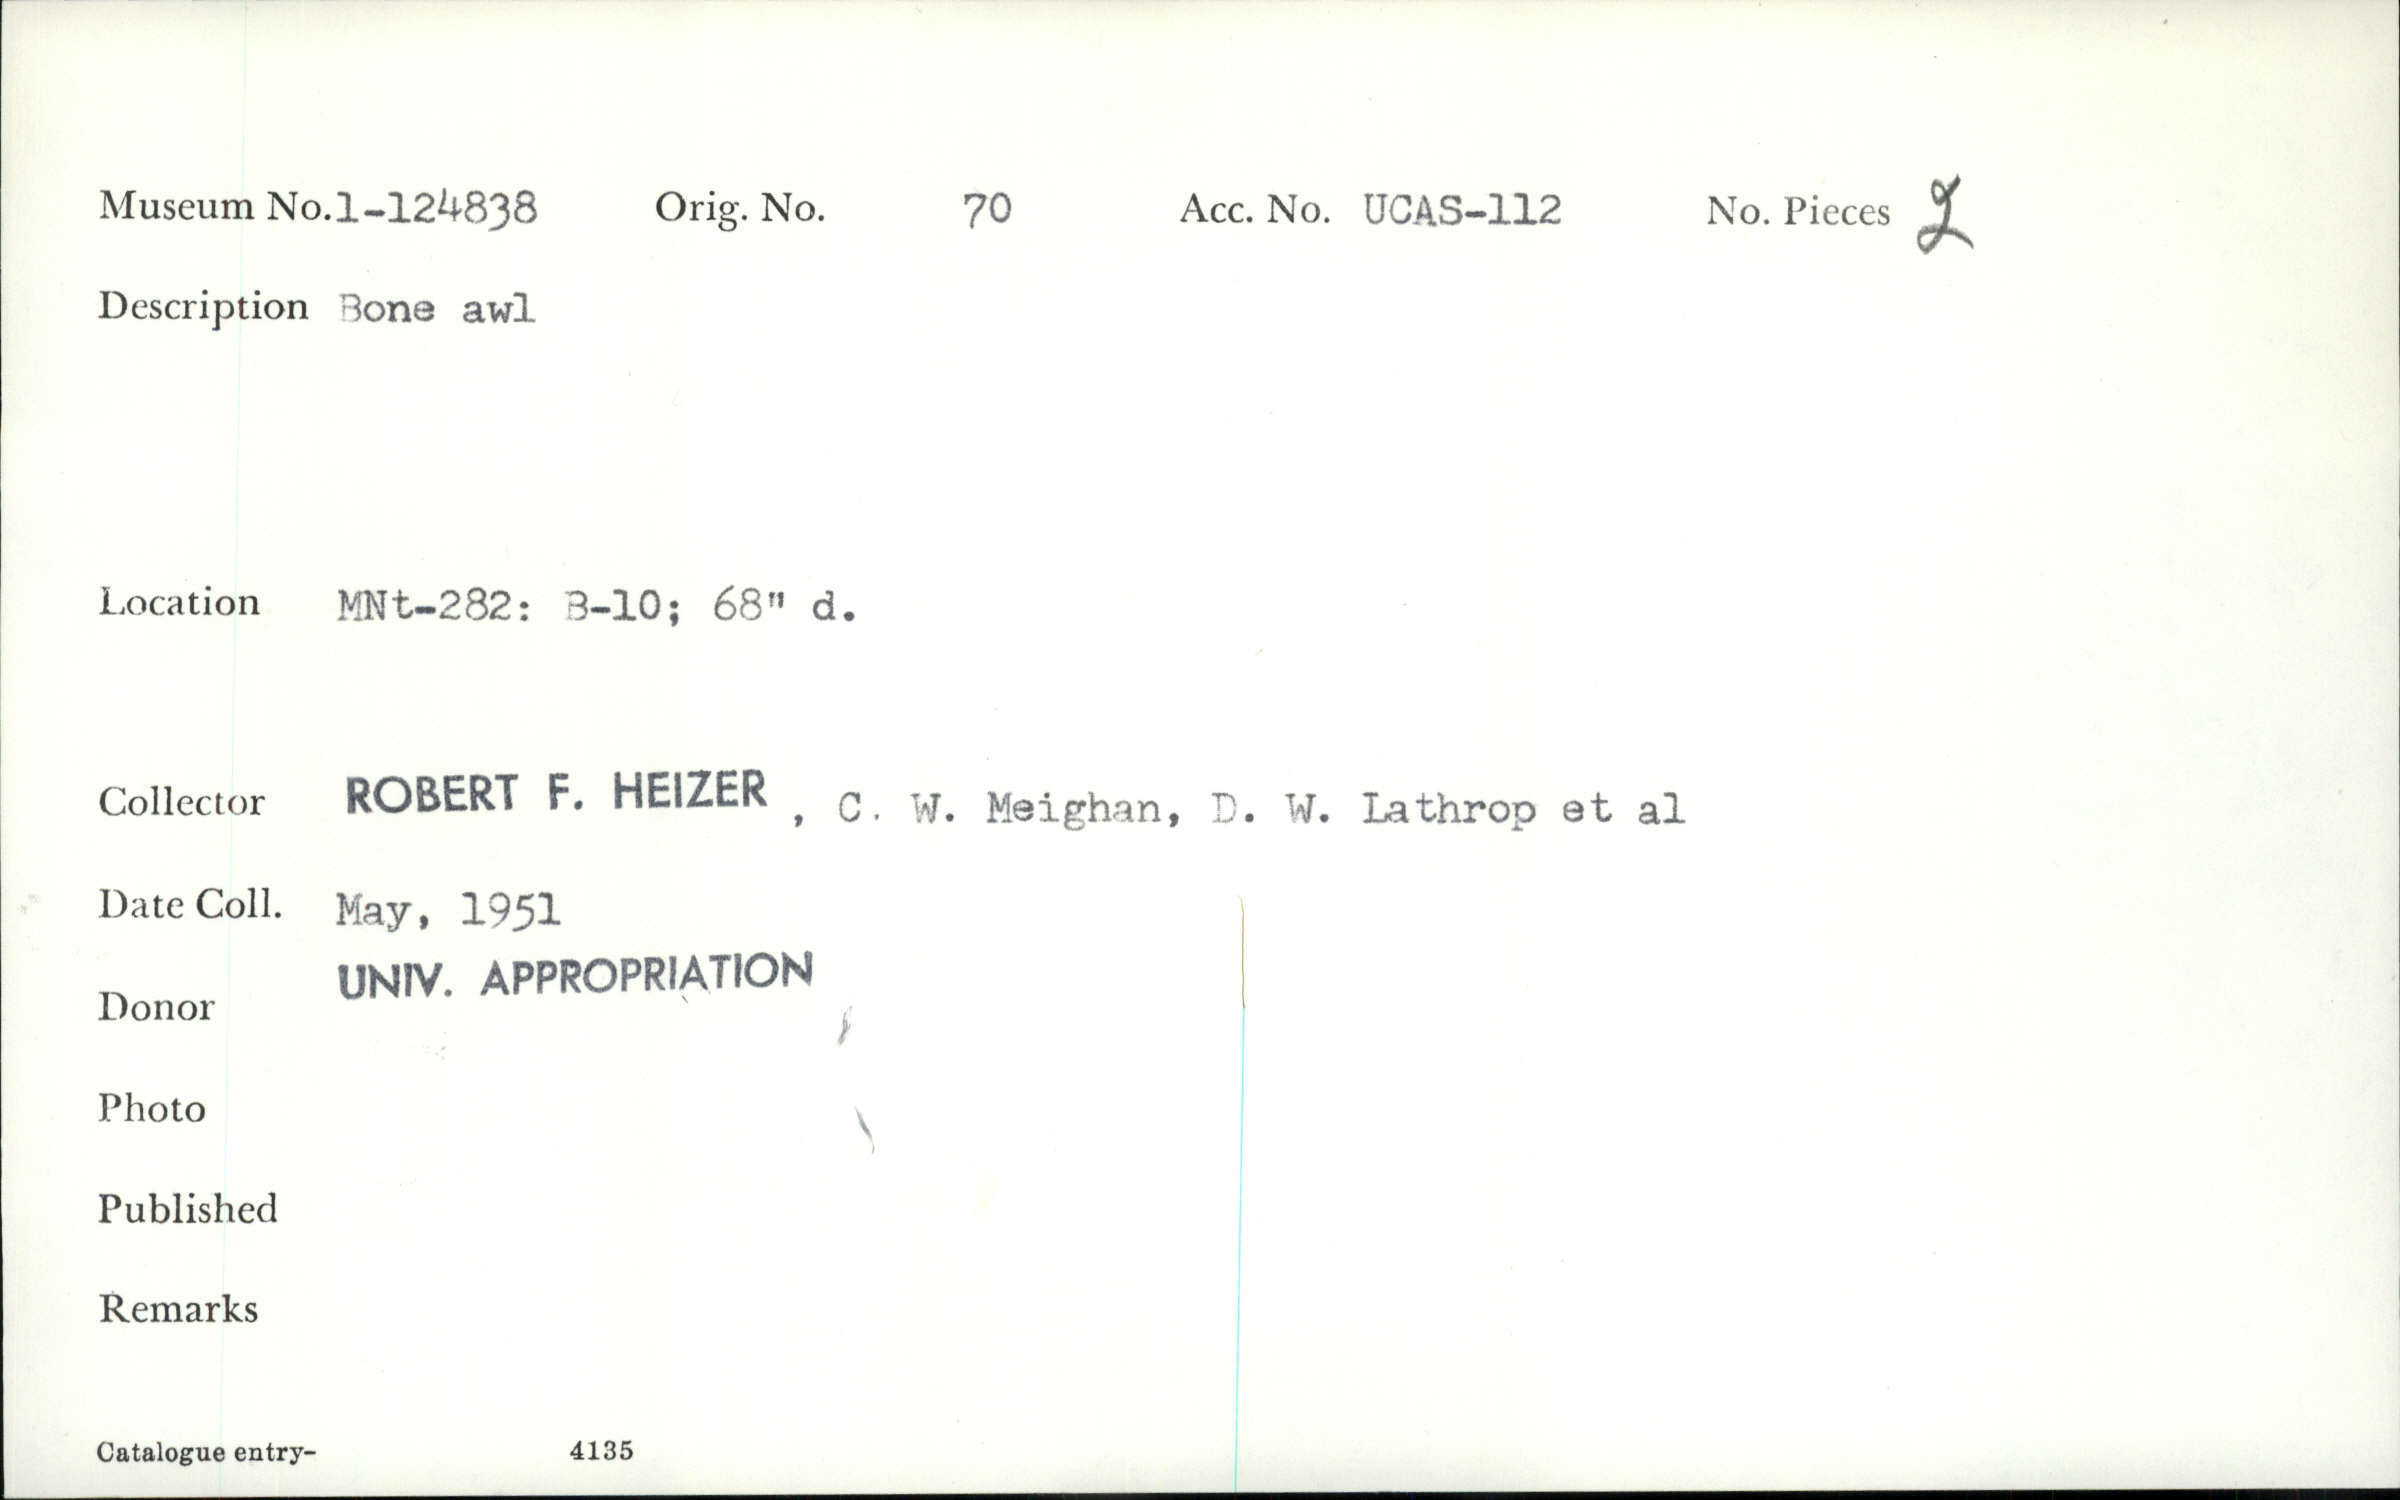 Museum No.1-124838 Orig. No. 70 Acc. No. UCAS-112 No. Pieces 2
Description Bone awl
Location MNt-282: B-10; 68" d.
Collector ROBERT F. HEIZER , C. W. Meighan, D. W. Lathrop et al
Date Coll. May, 1951
Donor UNIV. APPROPRIATION
Photo
Published
Remarks
Catalogue entry- 4135